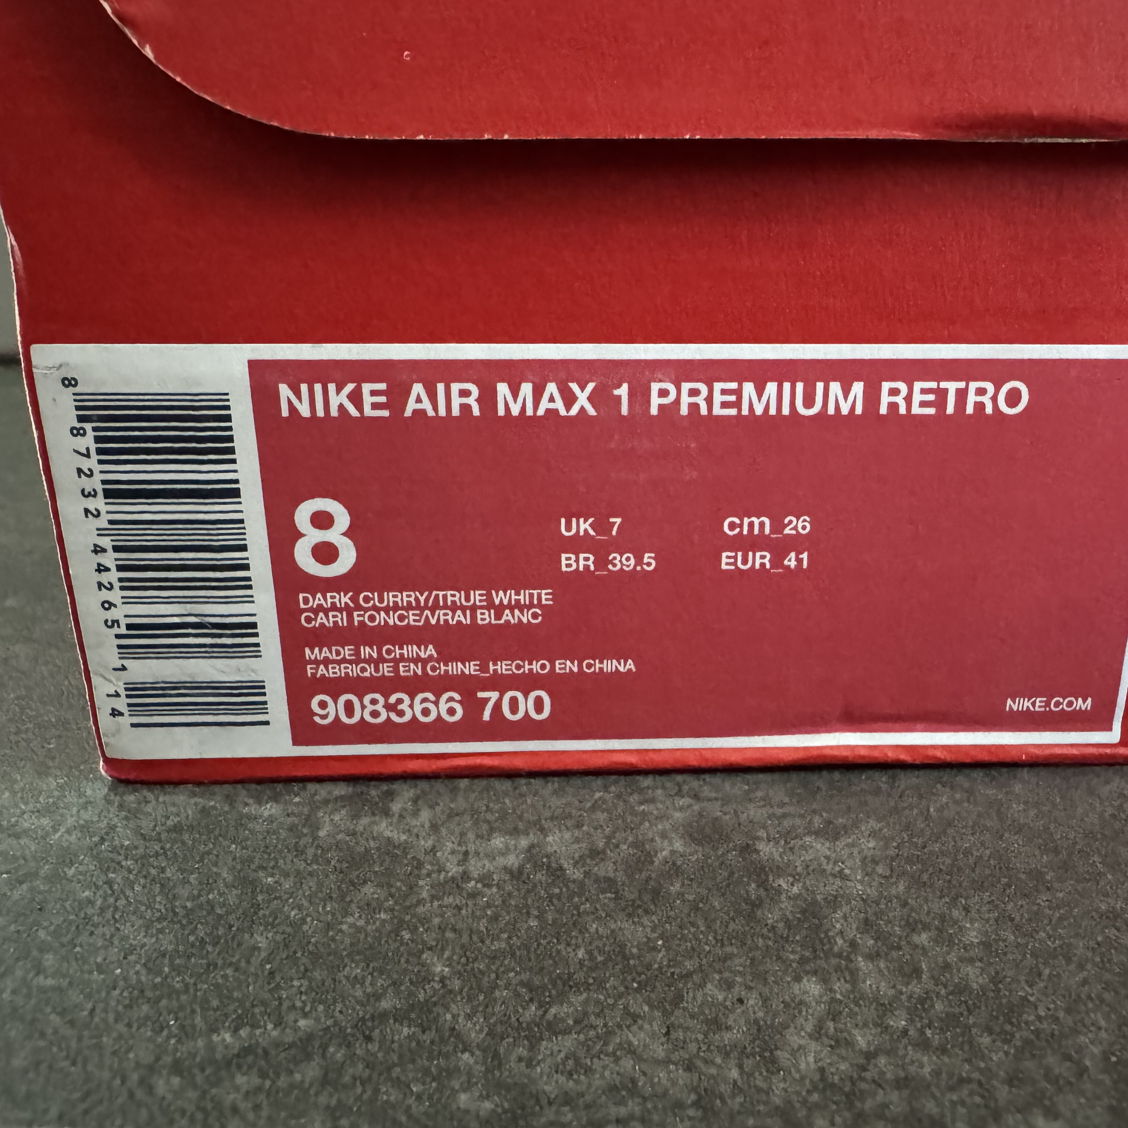 NIKE AIR MAX 1 PREMIUM RETRO
8
UK_7 cm_26
BR_39.5 EUR_41
DARK CURRY/TRUE WHITE
CARI FONCE/VRAI BLANC
MADE IN CHINA
FABRIQUE EN CHINE_HECHO EN CHINA
908366 700
NIKE.COM
8 87232 44265 1 14